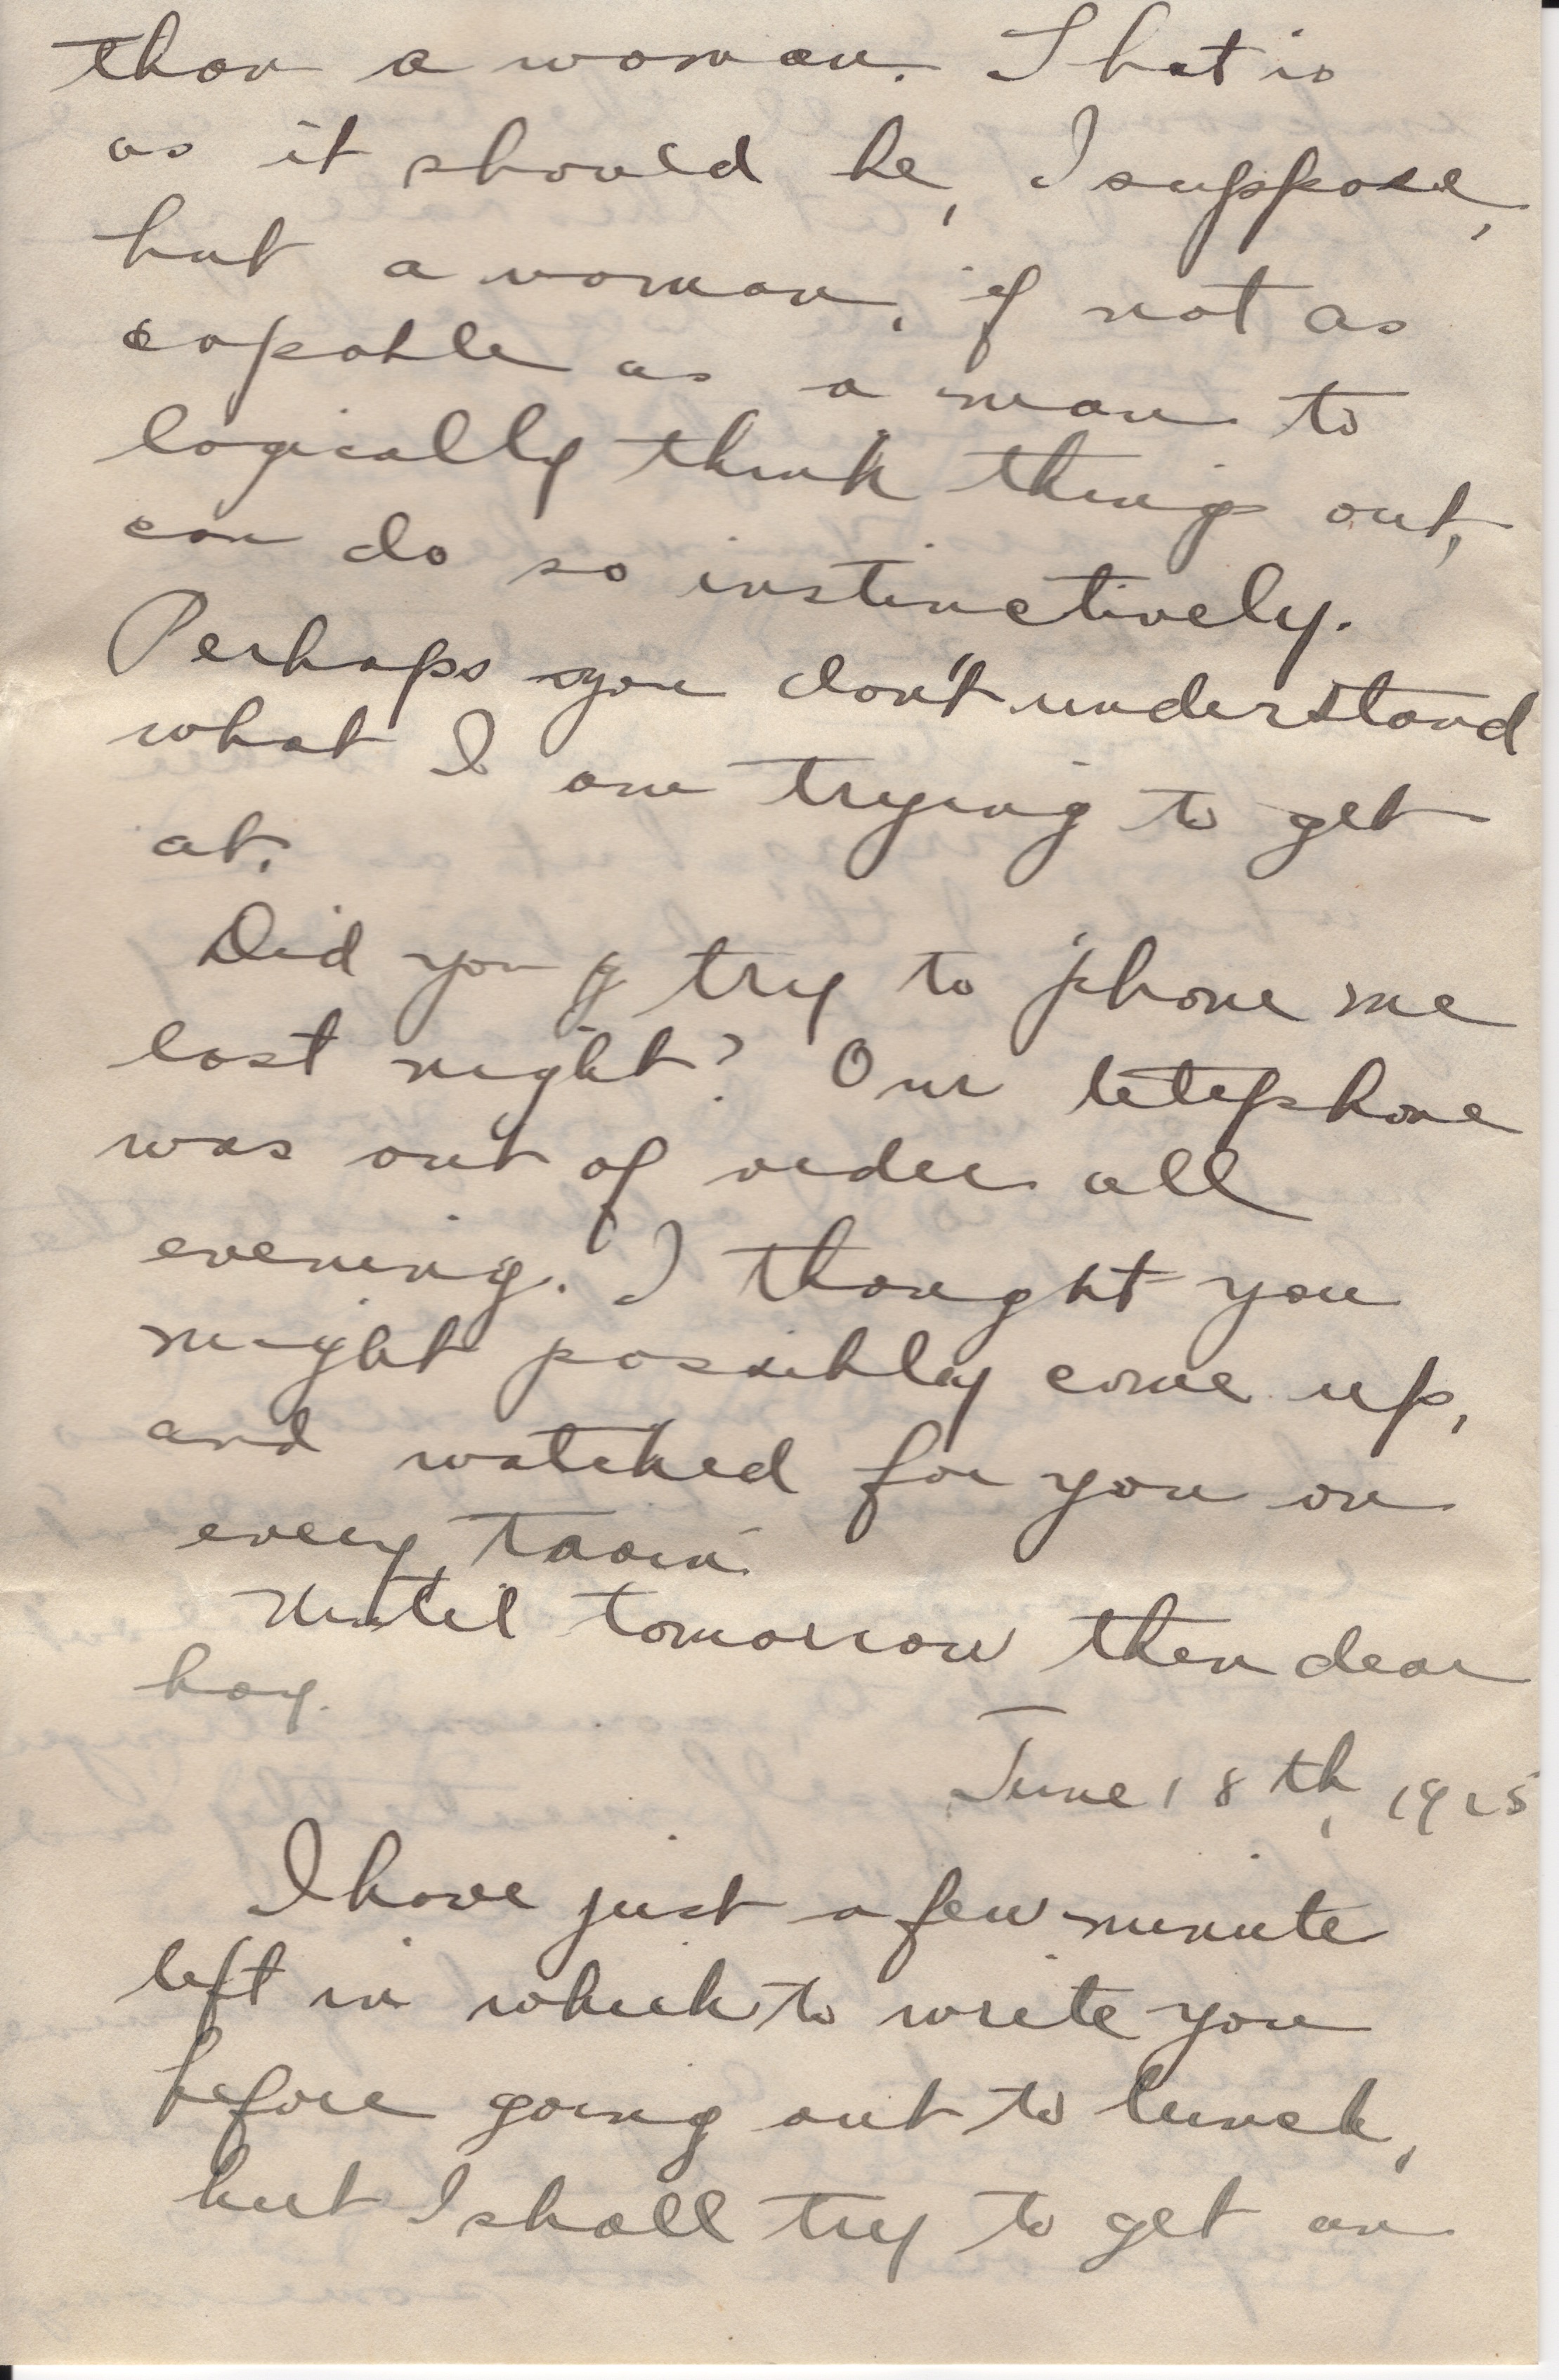 than a woman. That is
as it should be, I suppose,
but a woman, if not as
capable as a man to
logically think things out,
can do so instinctively.
Perhaps you don't understand
what I am trying to get
at.
Did you try to 'phone me
last night? Our telephone
was out of order all
evening. I thought you
might possibly come up,
and watched for you on
every train.
Until tomorrow then dear
boy.
June 18th, 1925
I have just a few minute
left in which to write you
before going out to lunch,
but I shall try to get an